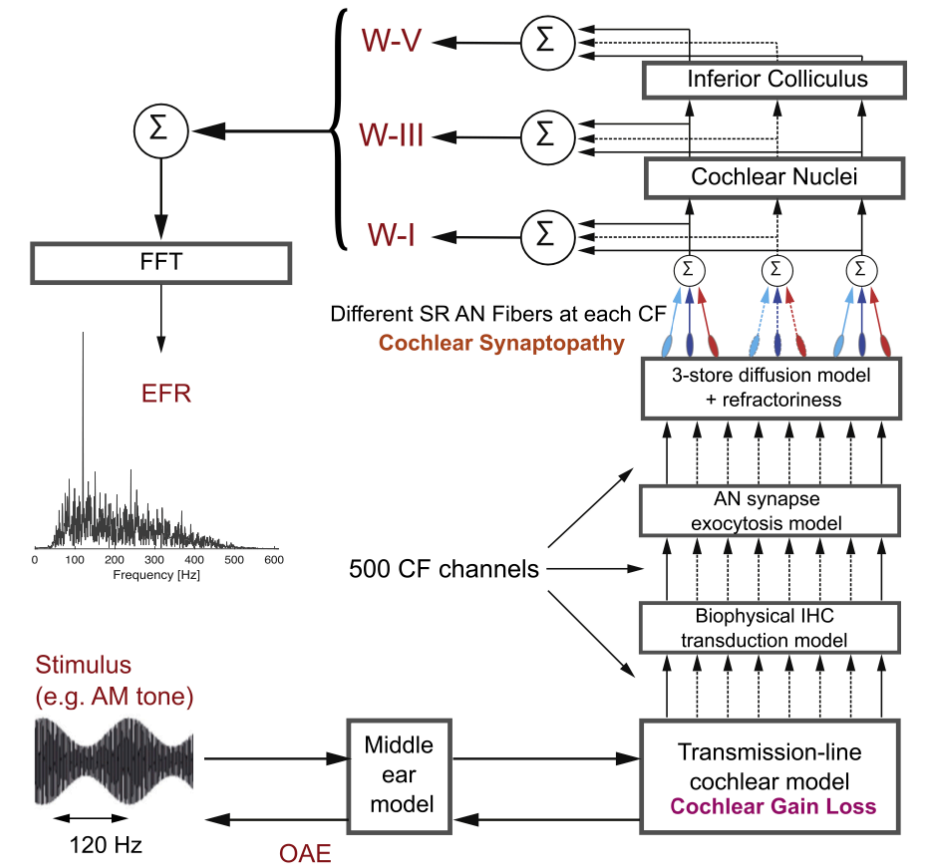 W-V
Σ
Inferior Colliculus
Σ
W-III
Σ
Cochlear Nuclei
W-I
Σ
FFT
Σ
Σ
Σ
Different SR AN Fibers at each CF
Cochlear Synaptopathy
3-store diffusion model
+ refractoriness
EFR
AN synapse
exocytosis model
0 100 200 300 400 500 600
Frequency [Hz]
500 CF channels
Biophysical IHC
transduction model
Stimulus
(e.g. AM tone)
Middle
ear
model
Transmission-line
cochlear model
Cochlear Gain Loss
120 Hz
OAE